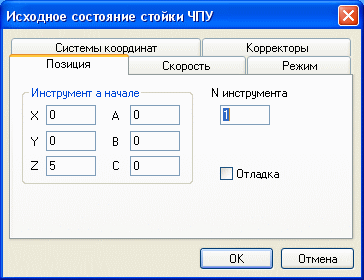 Исходное состояние стойки ЧПУ
Системы координат Корректоры
Позиция Скорость Режим
Инструмент а начале N инструмента
X 0 A 0 1
Y 0 B 0
Z 5 C 0 Отладка
OK Отмена